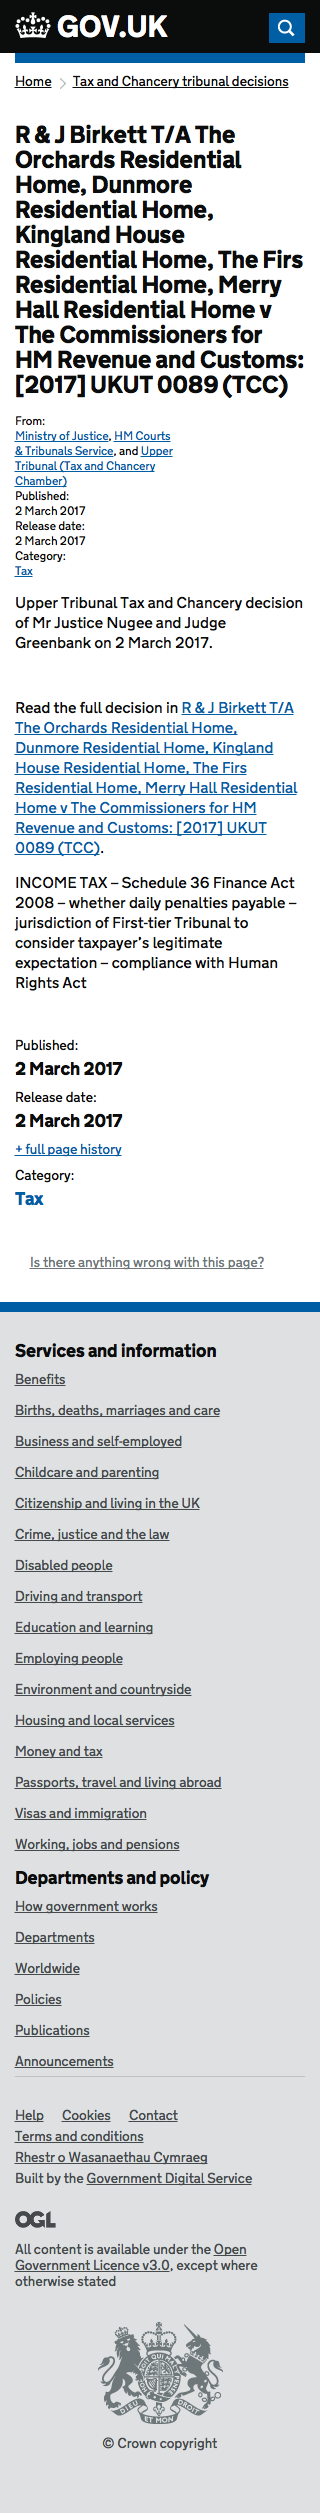 GOV.UK
Home > Tax and Chancery tribunal decisions
R & J Birkett T/A The
Orchards Residential
Home, Dunmore
Residential Home,
Kingland House
Residential Home, The Firs
Residential Home, Merry
Hall Residential Home v
The Commissioners for
HM Revenue and Customs:
[2017] UKUT 0089 (TCC)
From:
Ministry of Justice, HM Courts
& Tribunals Service, and Upper
Tribunal (Tax and Chancery
Chamber)
Published:
2 March 2017
Release date:
2 March 2017
Category:
Tax
Upper Tribunal Tax and Chancery decision
of Mr Justice Nugee and Judge
Greenbank on 2 March 2017.
Read the full decision in R & J Birkett T/A
The Orchards Residential Home,
Dunmore Residential Home, Kingland
House Residential Home, The Firs
Residential Home, Merry Hall Residential
Home v The Commissioners for HM
Revenue and Customs: [2017] UKUT
0089 (TCC).
INCOME TAX – Schedule 36 Finance Act
2008 – whether daily penalties payable –
jurisdiction of First-tier Tribunal to
consider taxpayer's legitimate
expectation – compliance with Human
Rights Act
Published:
2 March 2017
Release date:
2 March 2017
+ full page history
Category:
Tax
Is there anything wrong with this page?
Services and information
Benefits
Births, deaths, marriages and care
Business and self-employed
Childcare and parenting
Citizenship and living in the UK
Crime, justice and the law
Disabled people
Driving and transport
Education and learning
Employing people
Environment and countryside
Housing and local services
Money and tax
Passports, travel and living abroad
Visas and immigration
Working, jobs and pensions
Departments and policy
How government works
Departments
Worldwide
Policies
Publications
Announcements
Help Cookies Contact
Terms and conditions
Rhestr o Wasanaethau Cymraeg
Built by the Government Digital Service
OGL
All content is available under the Open
Government Licence v3.0, except where
otherwise stated
DIEU ET MON
© Crown copyright